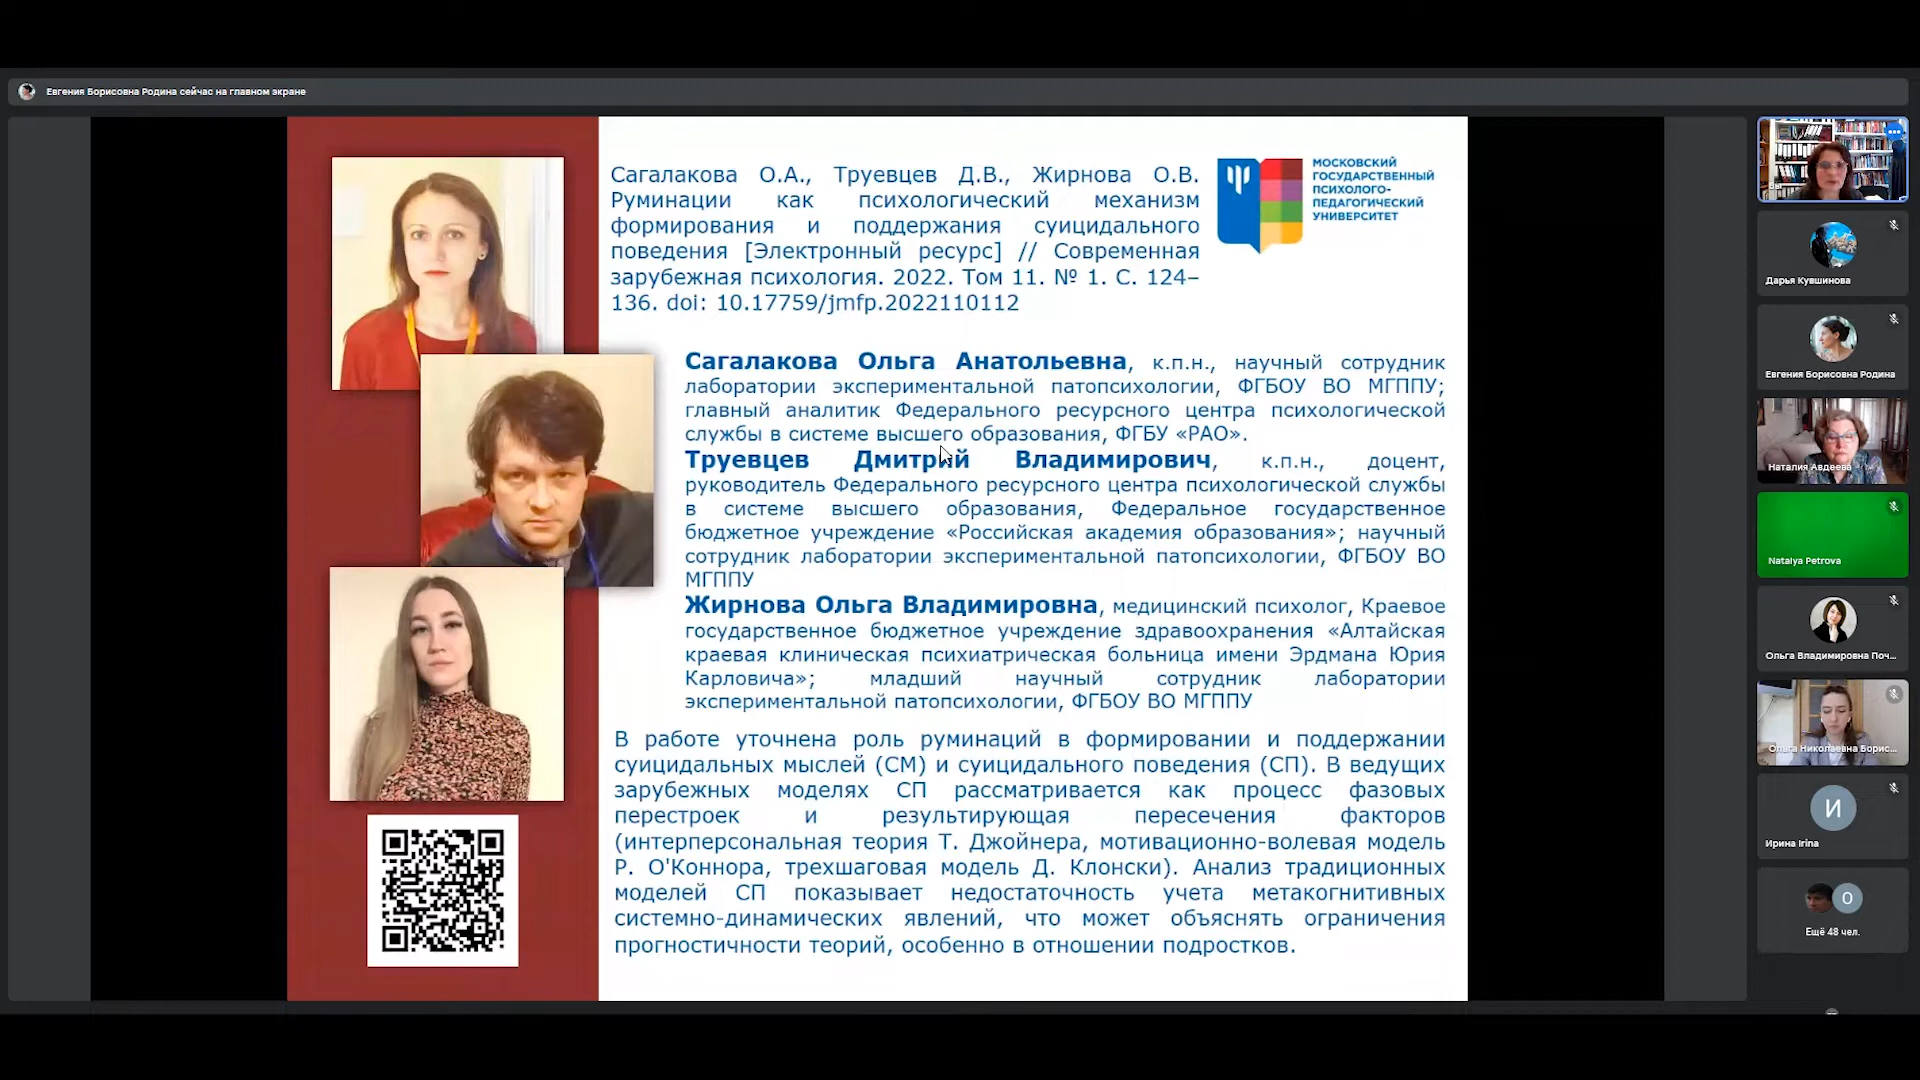 Евгения Борисовна Родина сейчас на главном экране
Сагалакова О.А., Труевцев Д.В., Жирнова О.В.
Руминации как психологический механизм
формирования и поддержания суицидального
поведения [Электронный ресурс] // Современная
зарубежная психология. 2022. Том 11. № 1. С. 124–
136. doi: 10.17759/jmfp.2022110112
МОСКОВСКИЙ
ГОСУДАРСТВЕННЫЙ
ПСИХОЛОГО-
ПЕДАГОГИЧЕСКИЙ
УНИВЕРСИТЕТ
Сагалакова Ольга Анатольевна, к.п.н., научный сотрудник
лаборатории экспериментальной патопсихологии, ФГБОУ ВО МГППУ;
главный аналитик Федерального ресурсного центра психологической
службы в системе высшего образования, ФГБУ «РАО».
Труевцев Дмитрий Владимирович, к.п.н., доцент,
руководитель Федерального ресурсного центра психологической службы
в системе высшего образования, Федеральное государственное
бюджетное учреждение «Российская академия образования»; научный
сотрудник лаборатории экспериментальной патопсихологии, ФГБОУ ВО
МГППУ
Жирнова Ольга Владимировна, медицинский психолог, Краевое
государственное бюджетное учреждение здравоохранения «Алтайская
краевая клиническая психиатрическая больница имени Эрдмана Юрия
Карловича»; младший научный сотрудник лаборатории
экспериментальной патопсихологии, ФГБОУ ВО МГППУ
В работе уточнена роль руминаций в формировании и поддержании
суицидальных мыслей (СМ) и суицидального поведения (СП). В ведущих
зарубежных моделях СП рассматривается как процесс фазовых
перестроек и результирующая пересечения факторов
(интерперсональная теория Т. Джойнера, мотивационно-волевая модель
Р. О'Коннора, трехшаговая модель Д. Клонски). Анализ традиционных
моделей СП показывает недостаточность учета метакогнитивных
системно-динамических явлений, что может объяснять ограничения
прогностичности теорий, особенно в отношении подростков.
Вы
Дарья Кувшинова
Евгения Борисовна Родина
Наталия Авдеева
Natalya Petrova
Ольга Владимировна Поч...
Ольга Николаевна Борис...
И
Ирина Irina
О
Ещё 48 чел.